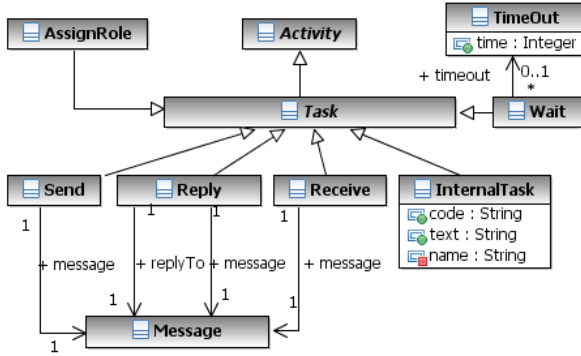 AssignRole
Activity
TimeOut
time : Integer
+ timeout
0..1
*
Task
Wait
Send
Reply
Receive
InternalTask
1
1
1
1
code : String
text : String
name : String
+ message
+ replyTo
+ message
+ message
1
1
1
1
Message